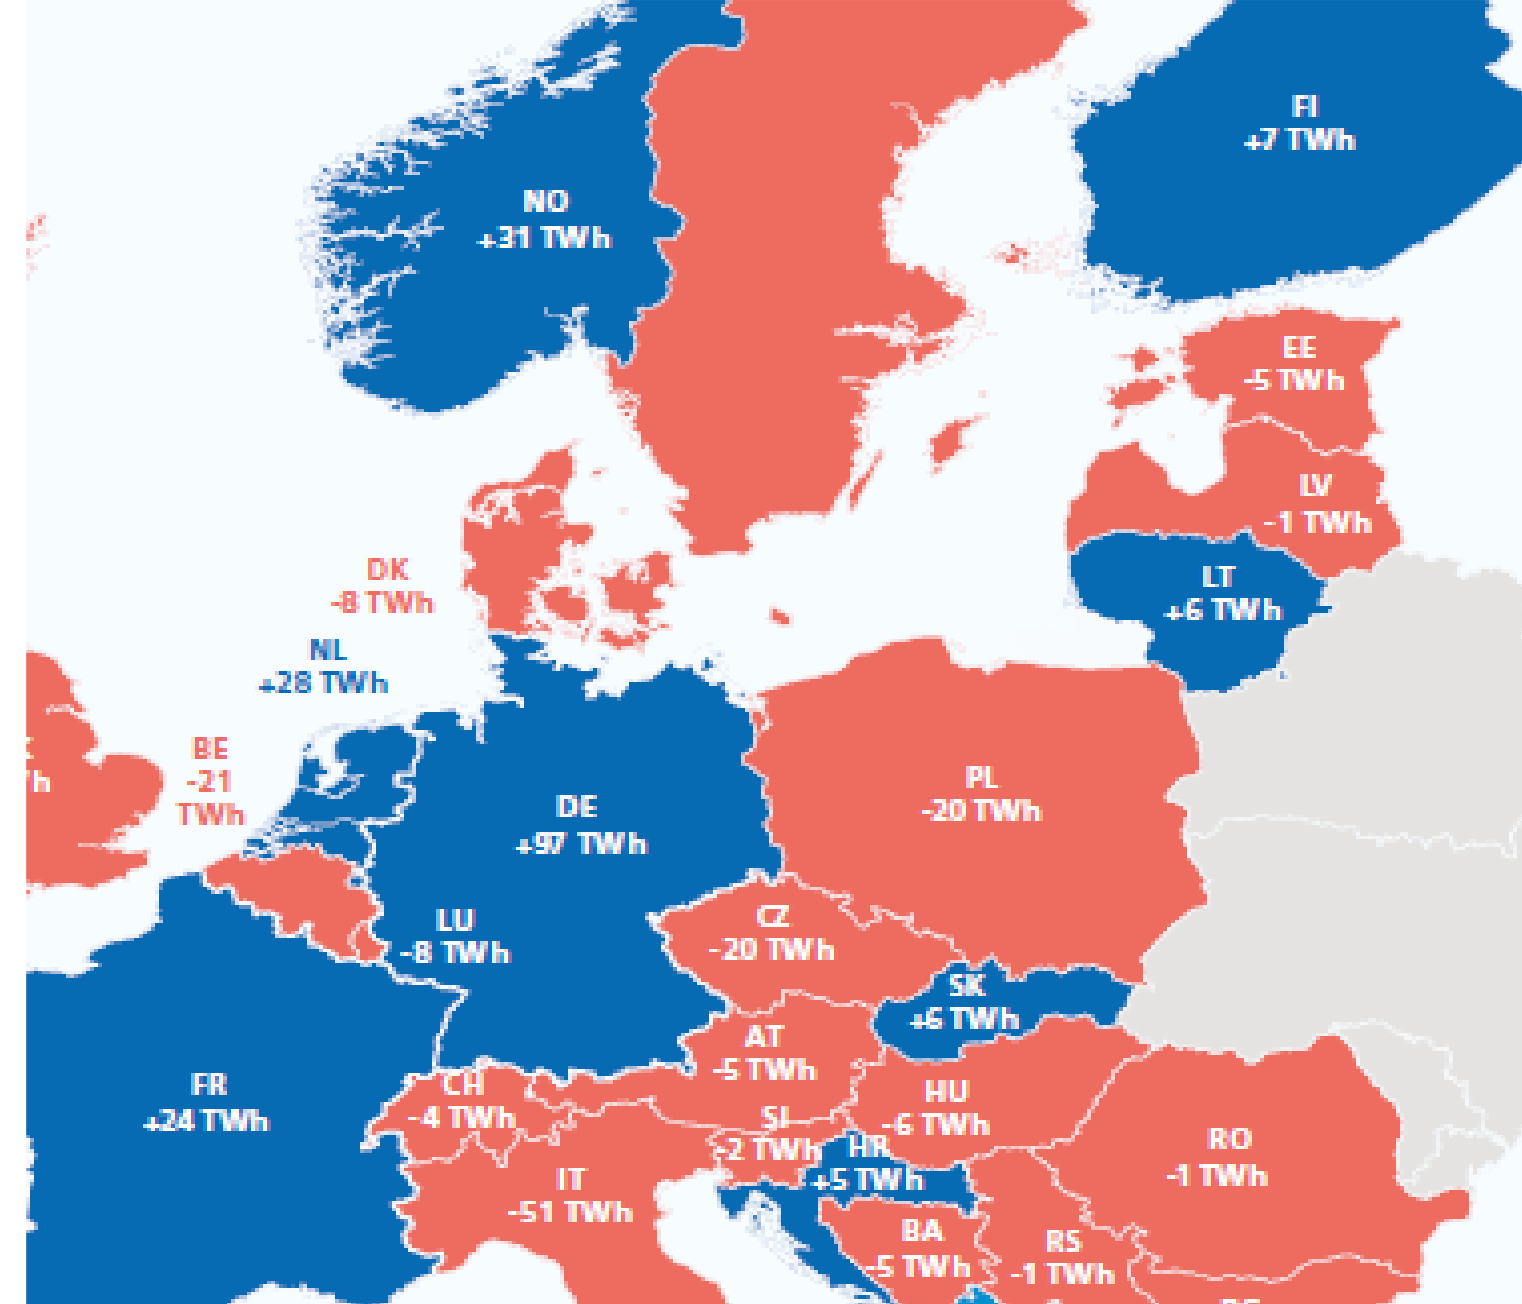 FI
+7 TWh
NO
+31 TWh
EE
-5 TWh
LV
-1 TWh
DK
-8 TWh
LT
+6 TWh
NL
+28 TWh
BE
-21
TWh
PL
-20 TWh
DE
+97 TWh
LU
-8 TWh
CZ
-20 TWh
SK
+6 TWh
AT
-5 TWh
FR
+24 TWh
CH
-4 TWh
HU
-6 TWh
SI
-2 TWh
HR
+5 TWh
RO
-1 TWh
IT
-51 TWh
BA
-5 TWh
RS
-1 TWh